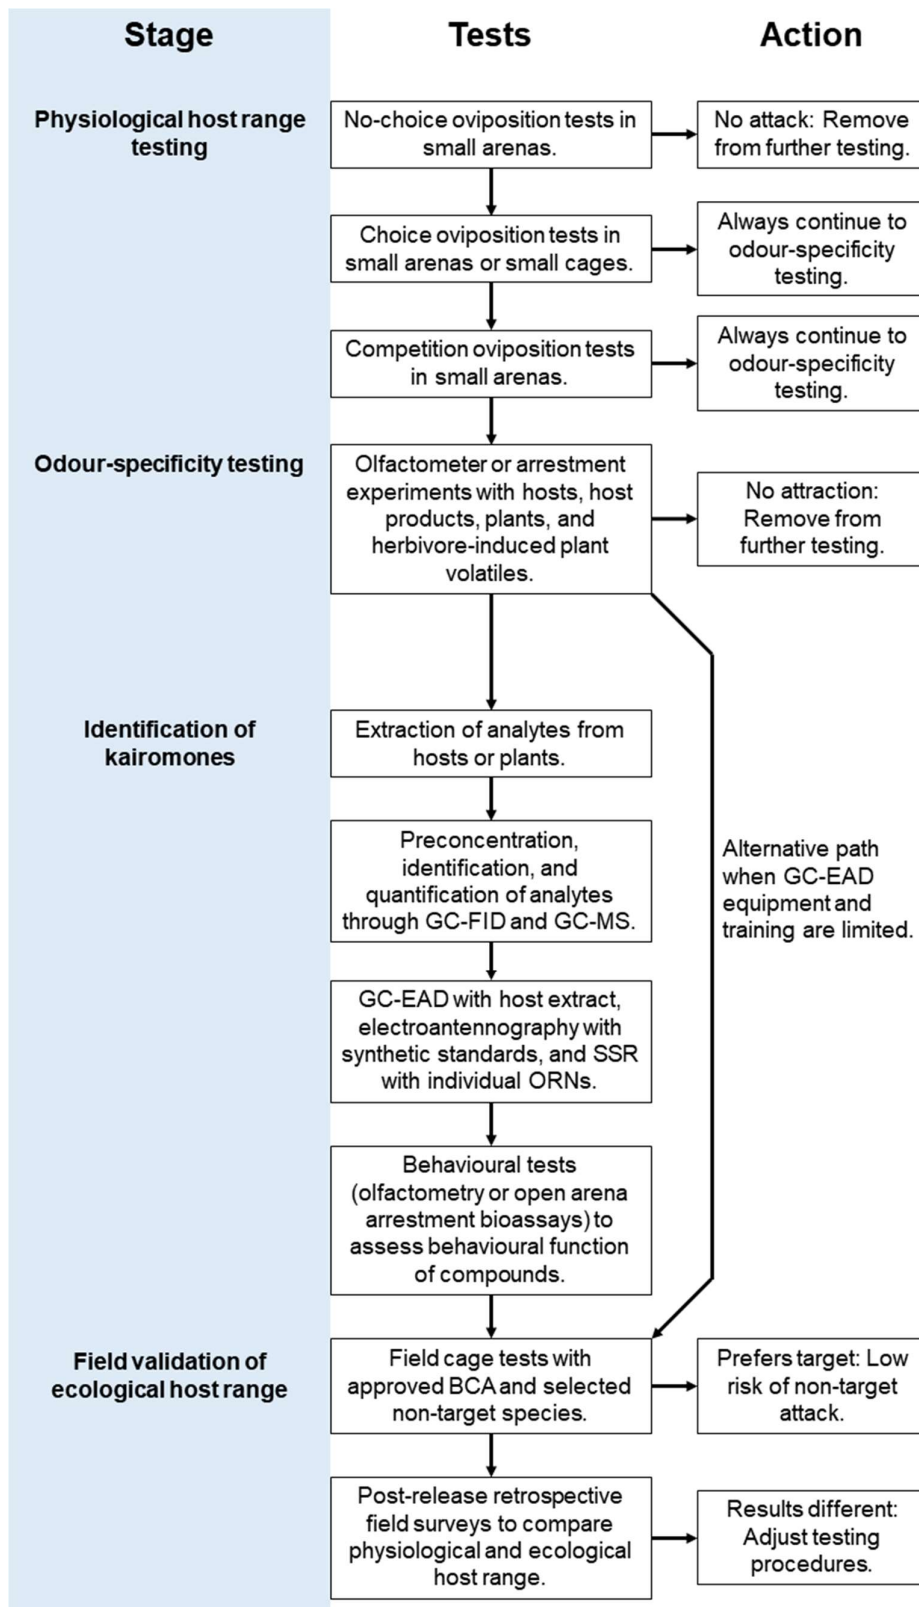 Stage
Tests
Action
Physiological host range
testing
No-choice oviposition tests in
small arenas.
No attack: Remove
from further testing.
Choice oviposition tests in
small arenas or small cages.
Always continue to
odour-specificity
testing.
Competition oviposition tests
in small arenas.
Always continue to
odour-specificity
testing.
Odour-specificity testing
Olfactometer or arrestment
experiments with hosts, host
products, plants, and
herbivore-induced plant
volatiles.
No attraction:
Remove from
further testing.
Identification of
kairomones
Extraction of analytes from
hosts or plants.
Preconcentration,
identification, and
quantification of analytes
through GC-FID and GC-MS.
Alternative path
when GC-EAD
equipment and
training are limited.
GC-EAD with host extract,
electroantennography with
synthetic standards, and SSR
with individual ORNs.
Behavioural tests
(olfactometry or open arena
arrestment bioassays) to
assess behavioural function
of compounds.
Field validation of
ecological host range
Field cage tests with
approved BCA and selected
non-target species.
Prefers target: Low
risk of non-target
attack.
Post-release retrospective
field surveys to compare
physiological and ecological
host range.
Results different:
Adjust testing
procedures.